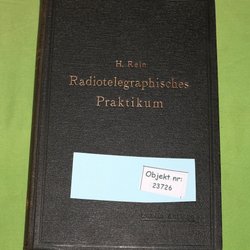 H. Rein
Radiotelegraphisches
Praktikum
Objekt nr:
23726